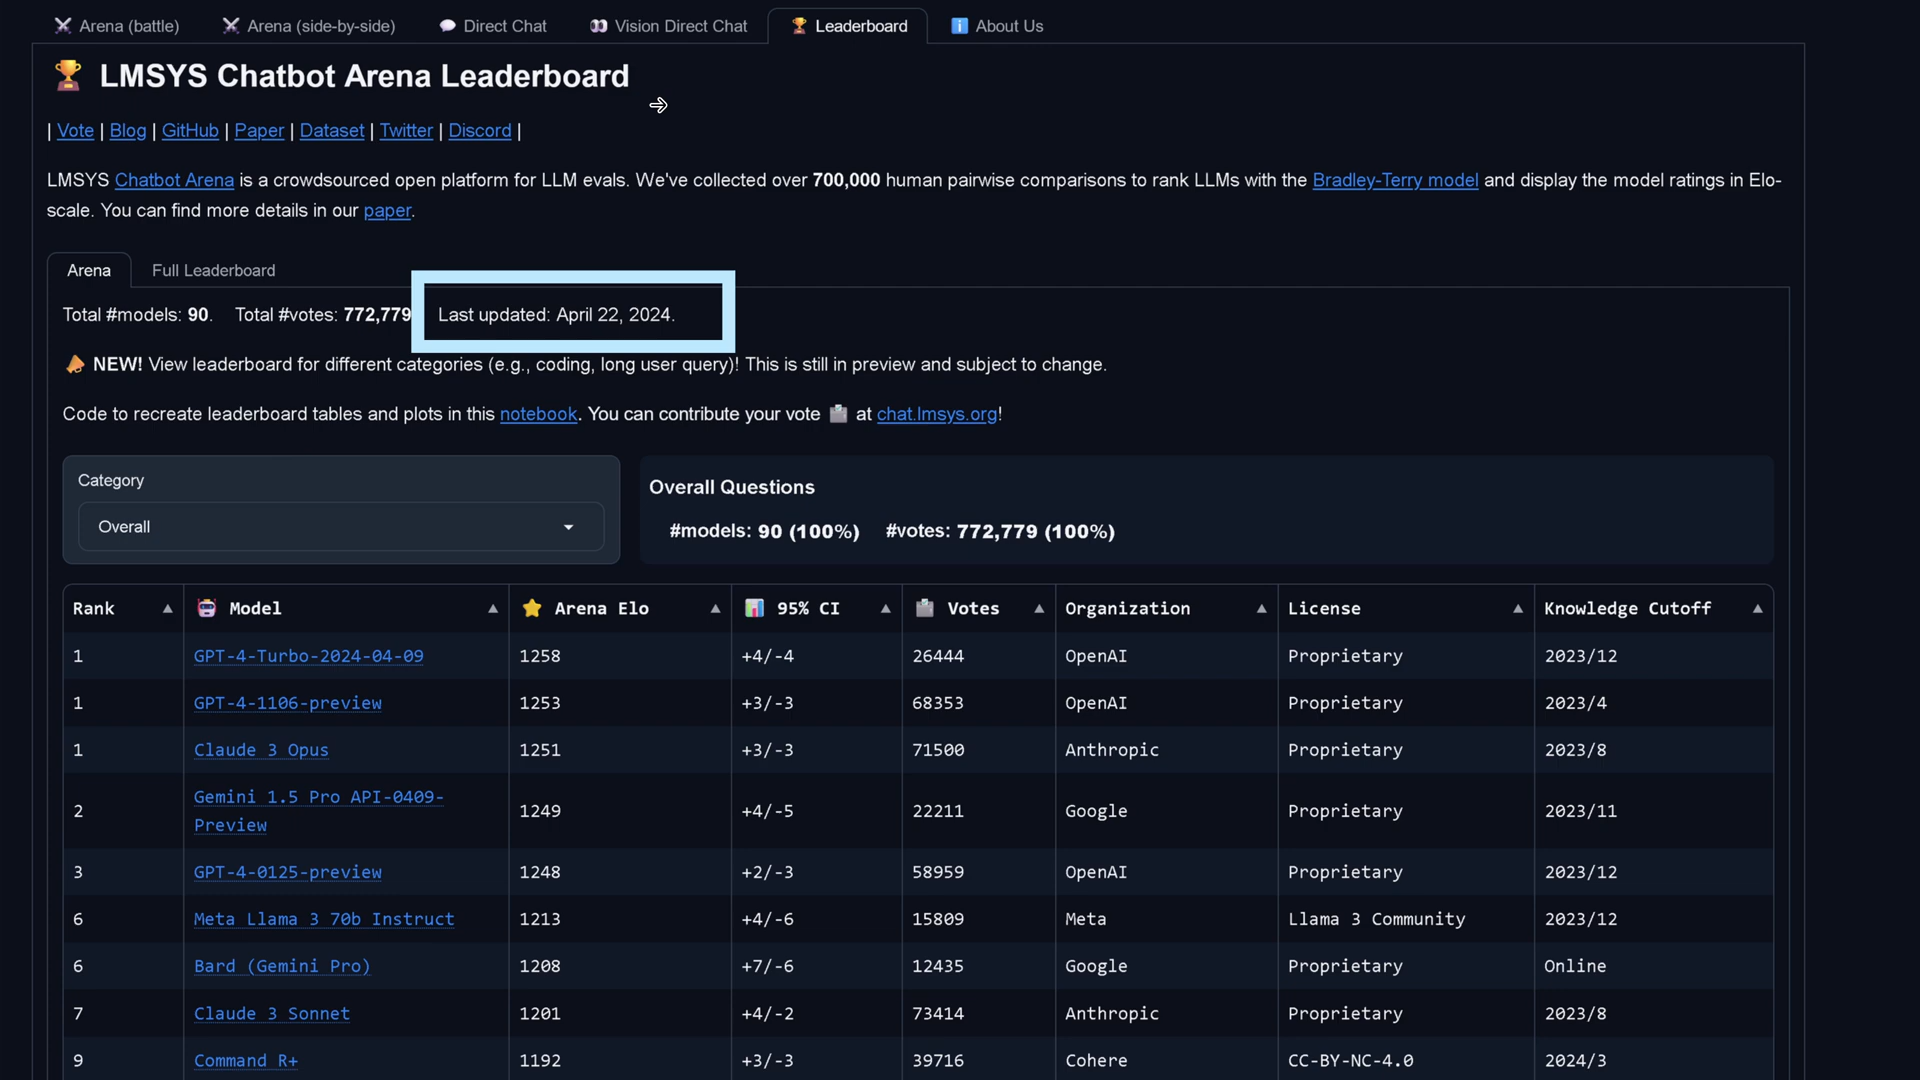 Arena (battle) Arena (side-by-side) Direct Chat Vision Direct Chat Leaderboard About Us
LMSYS Chatbot Arena Leaderboard
| Vote | Blog | GitHub | Paper | Dataset | Twitter | Discord |
LMSYS Chatbot Arena is a crowdsourced open platform for LLM evals. We've collected over 700,000 human pairwise comparisons to rank LLMs with the Bradley-Terry model and display the model ratings in Elo-
scale. You can find more details in our paper.
Arena Full Leaderboard
Total #models: 90. Total #votes: 772,779 Last updated: April 22, 2024.
NEW! View leaderboard for different categories (e.g., coding, long user query)! This is still in preview and subject to change.
Code to recreate leaderboard tables and plots in this notebook. You can contribute your vote at chat.lmsys.org!
Category
Overall
Overall Questions
#models: 90 (100%) #votes: 772,779 (100%)
Rank Model Arena Elo 95% CI Votes Organization License Knowledge Cutoff
1 GPT-4-Turbo-2024-04-09 1258 +4/-4 26444 OpenAI Proprietary 2023/12
1 GPT-4-1106-preview 1253 +3/-3 68353 OpenAI Proprietary 2023/4
1 Claude 3 Opus 1251 +3/-3 71500 Anthropic Proprietary 2023/8
2 Gemini 1.5 Pro API-0409-
Preview 1249 +4/-5 22211 Google Proprietary 2023/11
3 GPT-4-0125-preview 1248 +2/-3 58959 OpenAI Proprietary 2023/12
6 Meta Llama 3 70b Instruct 1213 +4/-6 15809 Meta Llama 3 Community 2023/12
6 Bard (Gemini Pro) 1208 +7/-6 12435 Google Proprietary Online
7 Claude 3 Sonnet 1201 +4/-2 73414 Anthropic Proprietary 2023/8
9 Command R+ 1192 +3/-3 39716 Cohere CC-BY-NC-4.0 2024/3